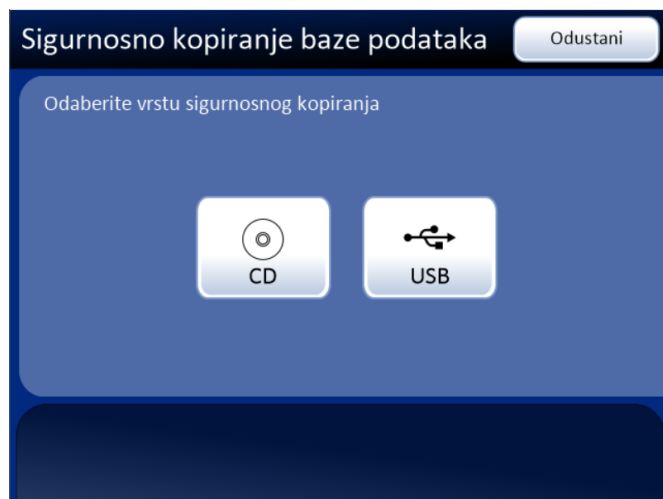 Sigurnosno kopiranje baze podataka
Odustani
Odaberite vrstu sigurnosnog kopiranja
CD
USB